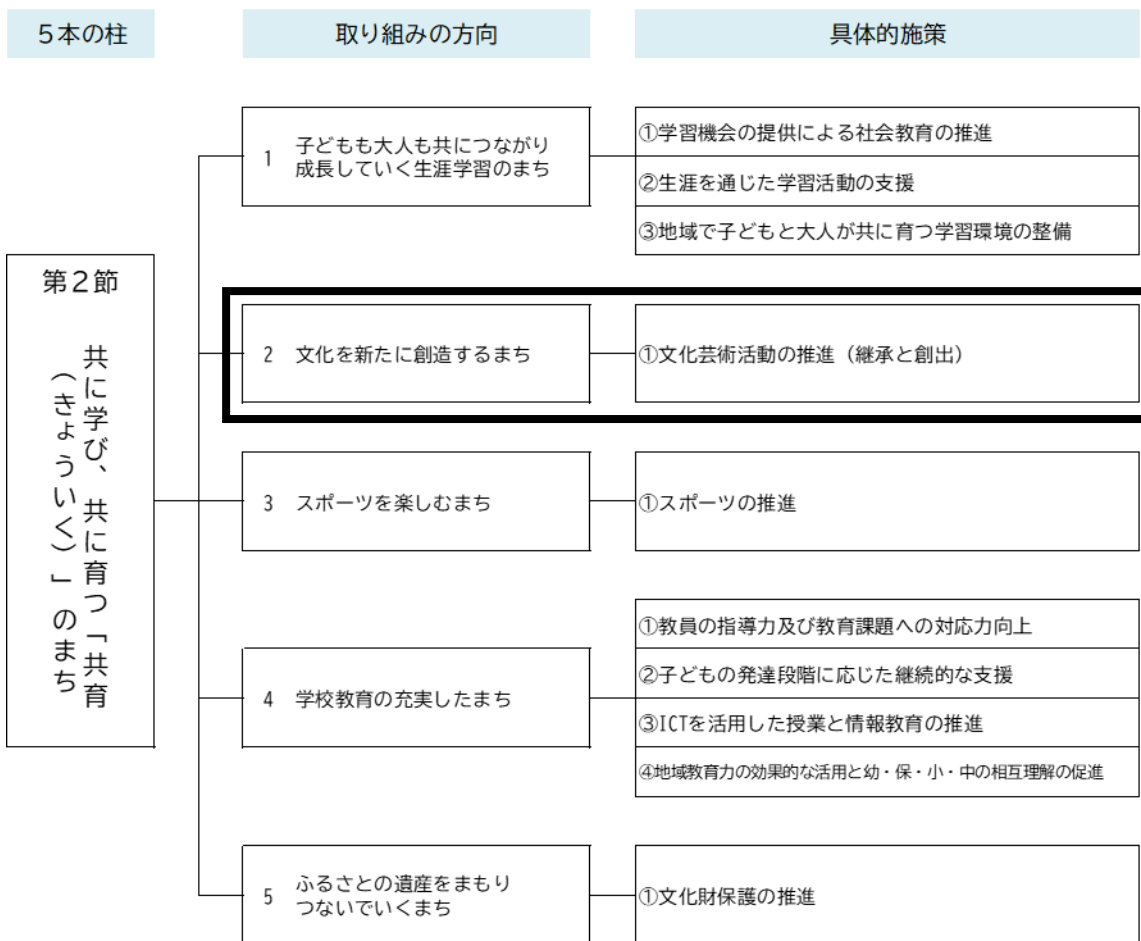 5本の柱
取り組みの方向
具体的施策
第2節
共に学び、共に育つ「共育
（きょういく）」のまち
1 子どもも大人も共につながり
成長していく生涯学習のまち
①学習機会の提供による社会教育の推進
②生涯を通じた学習活動の支援
③地域で子どもと大人が共に育つ学習環境の整備
2 文化を新たに創造するまち
①文化芸術活動の推進（継承と創出）
3 スポーツを楽しむまち
①スポーツの推進
4 学校教育の充実したまち
①教員の指導力及び教育課題への対応力向上
②子どもの発達段階に応じた継続的な支援
③ICTを活用した授業と情報教育の推進
④地域教育力の効果的な活用と幼・保・小・中の相互理解の促進
5 ふるさとの遺産をまもり
つないでいくまち
①文化財保護の推進